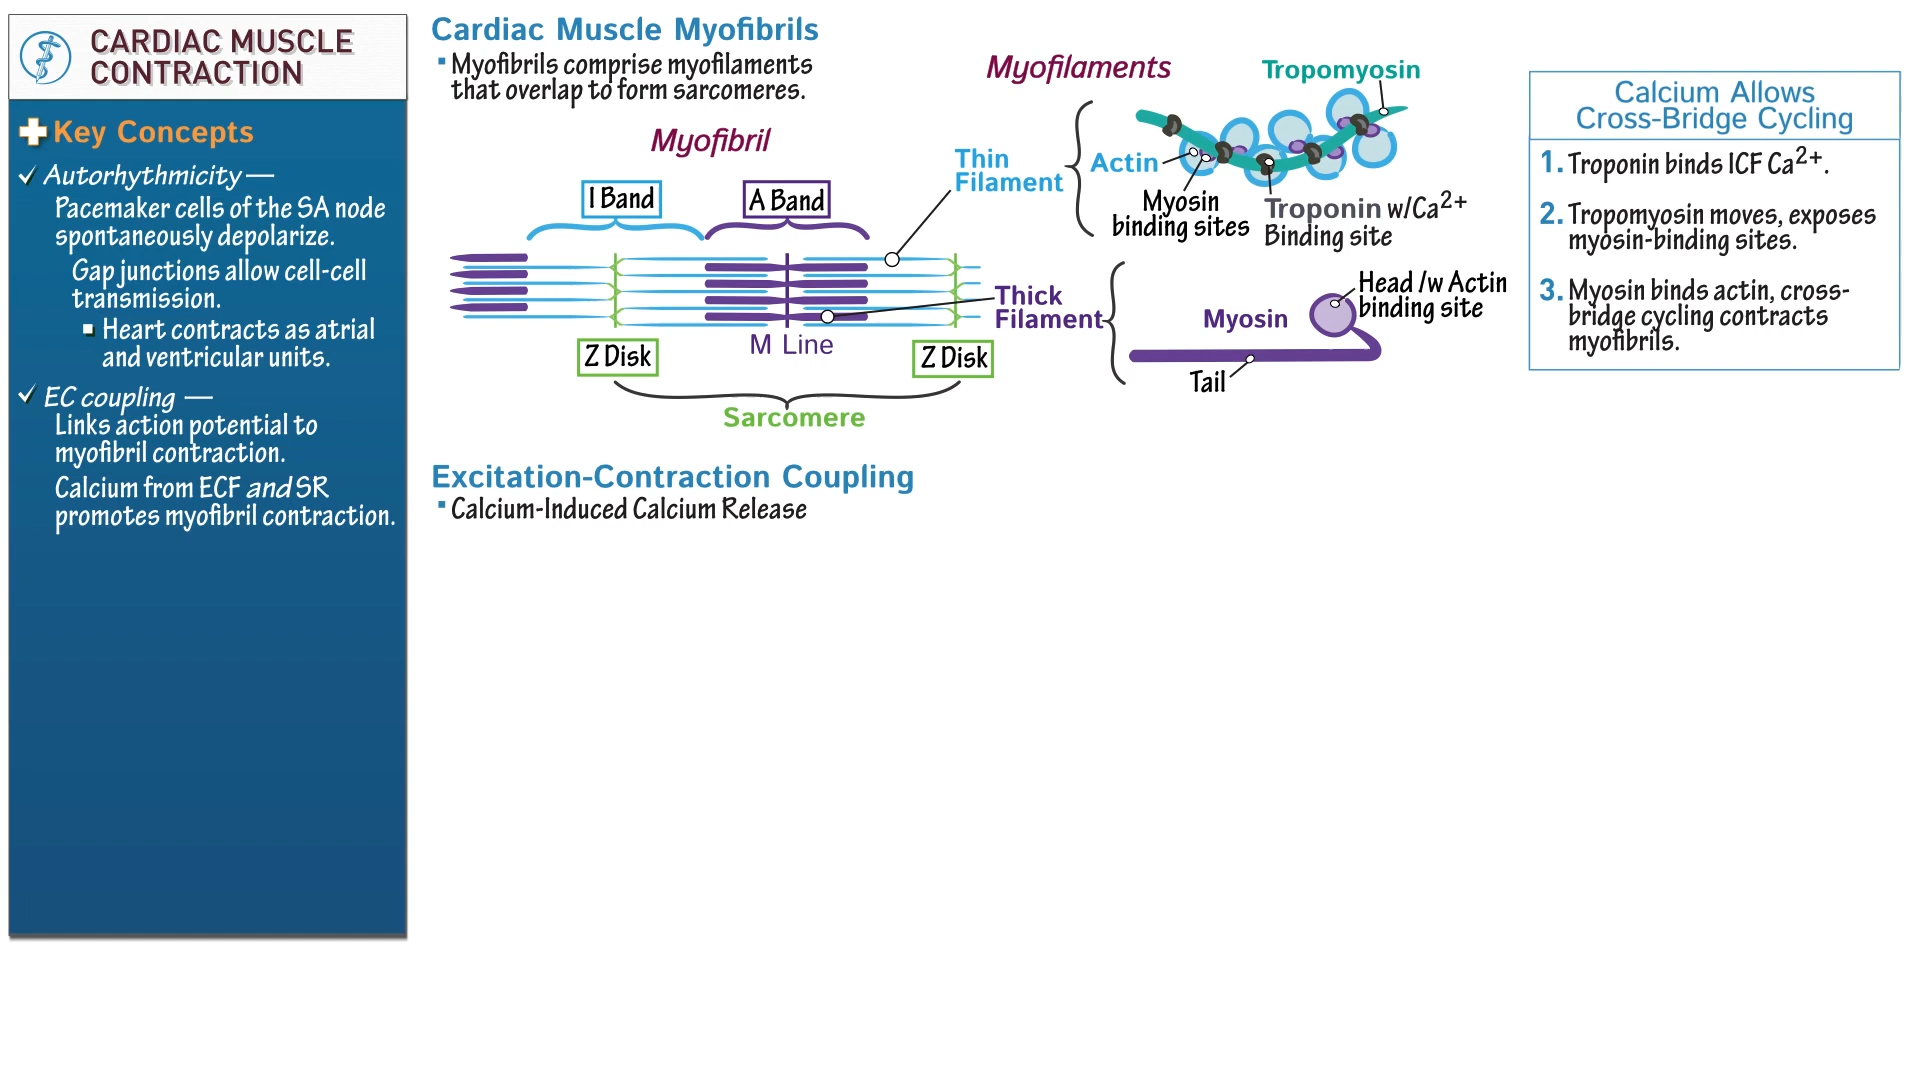 CARDIAC MUSCLE
CONTRACTION
Key Concepts
Autorhythmicity —
Pacemaker cells of the SA node
spontaneously depolarize.
Gap junctions allow cell-cell
transmission.
Heart contracts as atrial
and ventricular units.
EC coupling —
Links action potential to
myofibril contraction.
Calcium from ECF and SR
promotes myofibril contraction.
Cardiac Muscle Myofibrils
Myofibrils comprise myofilaments
that overlap to form sarcomeres.
Myofibril
I Band
A Band
Z Disk
M Line
Z Disk
Sarcomere
Myofilaments
Thin
Filament
Tropomyosin
Actin
Myosin
binding sites
Troponin w/Ca2+
Binding site
Thick
Filament
Myosin
Head /w Actin
binding site
Tail
Calcium Allows
Cross-Bridge Cycling
1. Troponin binds ICF Ca2+.
2. Tropomyosin moves, exposes
myosin-binding sites.
3. Myosin binds actin, cross-
bridge cycling contracts
myofibrils.
Excitation-Contraction Coupling
Calcium-Induced Calcium Release